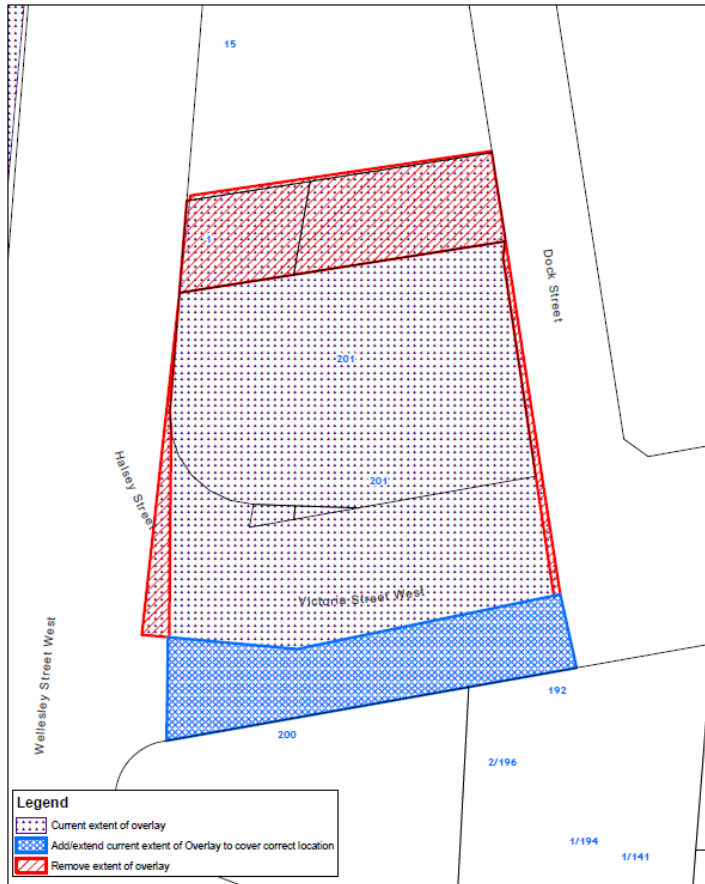 15
1
Dock Street
201
201
Halsey Street
Victoria Street West
Wellesley Street West
192
200
2/196
1/194
1/141
Legend
Current extent of overlay
Add/extend current extent of Overlay to cover correct location
Remove extent of overlay